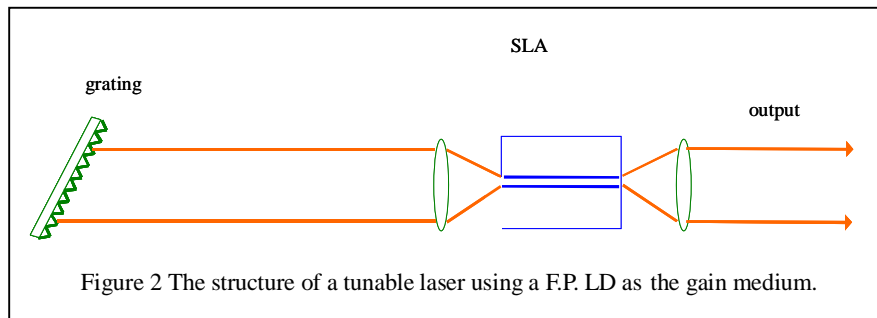 SLA
grating
output
Figure 2 The structure of a tunable laser using a F.P. LD as the gain medium.